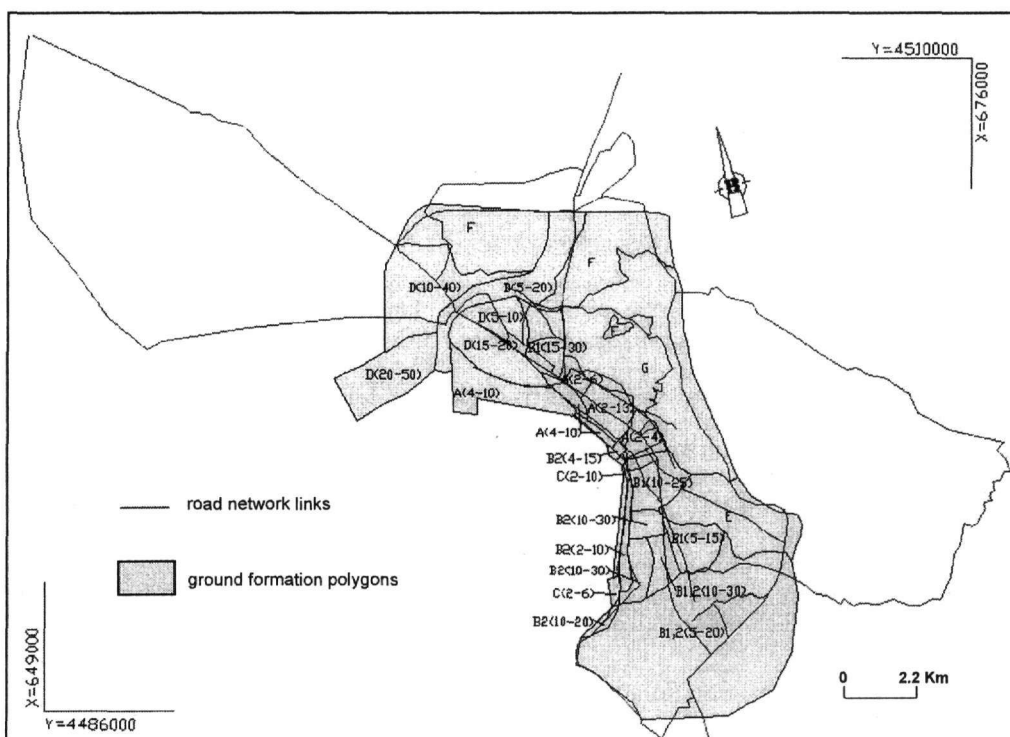 Y=4510000
X=676000
F
F
D(10-40)
D(5-20)
D(5-10)
D(15-20)
B1(15-30)
D(20-50)
G
A(2-6)
A(4-10)
A(2-13)
A(4-10)
A(2-4)
B2(4-15)
C(2-10)
B1(10-25)
road network links
B2(10-30)
E
B1(5-15)
B2(2-10)
B2(10-30)
ground formation polygons
C(2-6)
B1,2(10-30)
B2(10-20)
B1,2(5-20)
X=649000
Y=4486000
0 2.2 Km